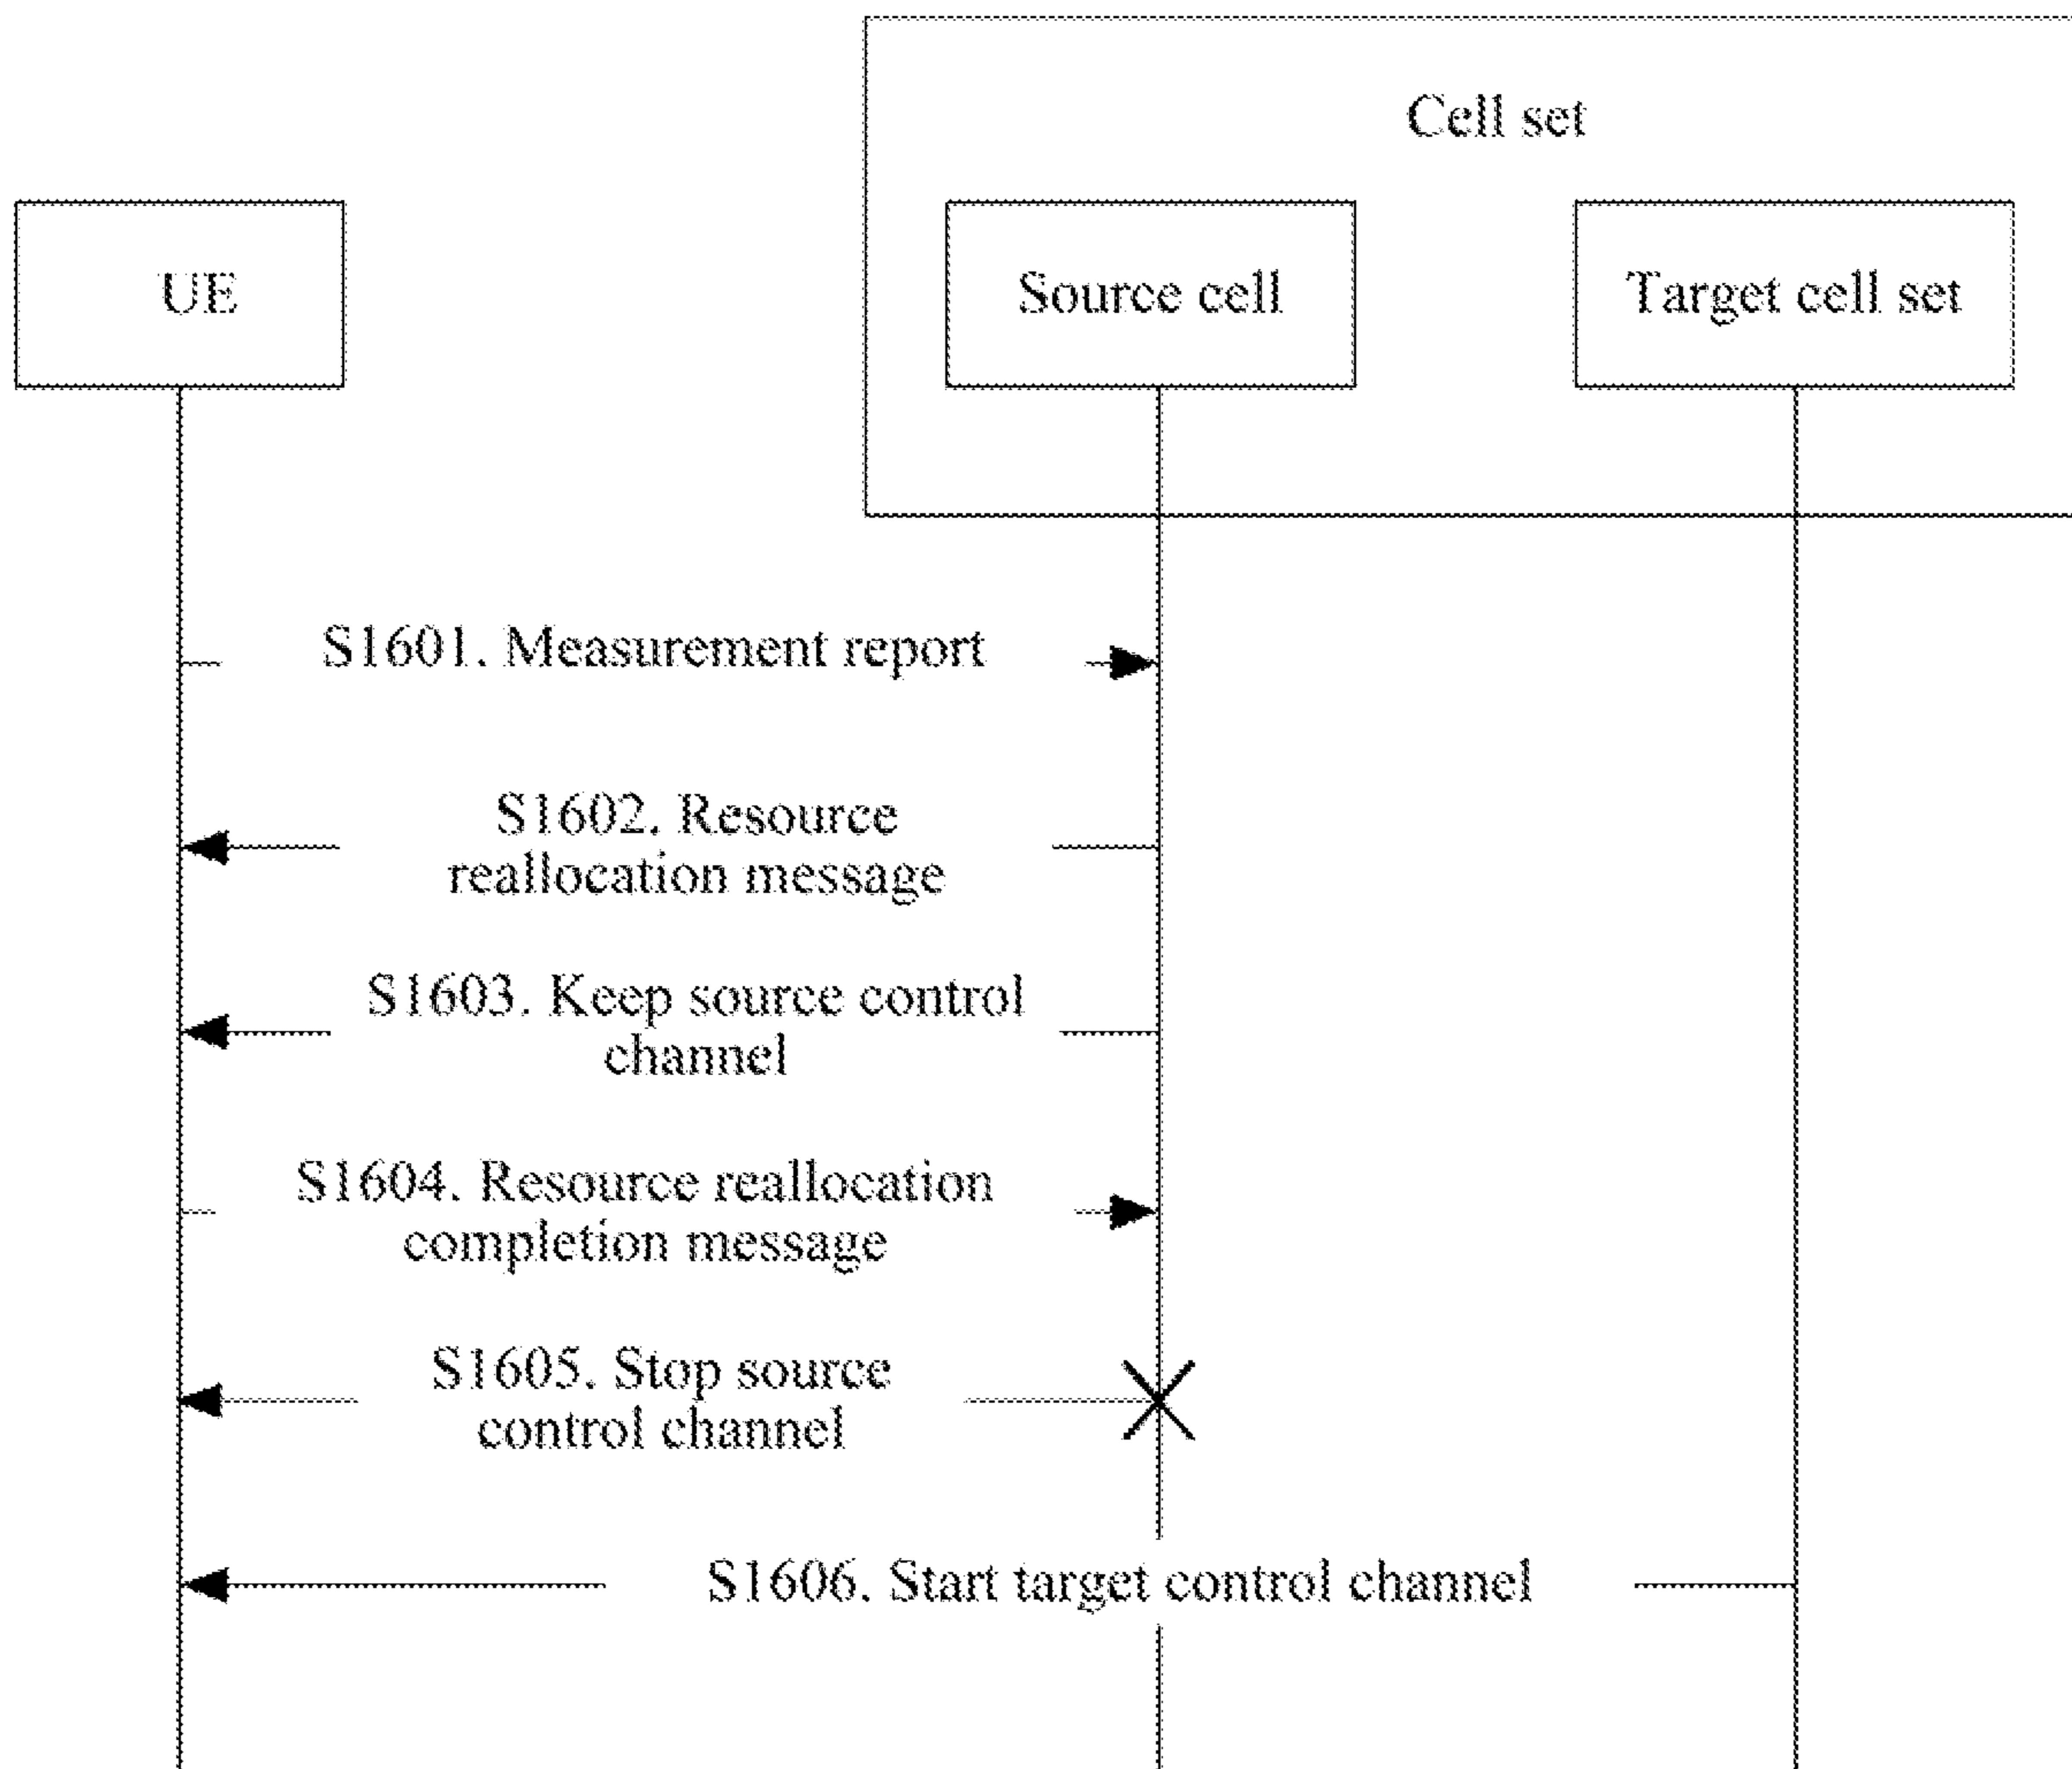 Cell set
UE
Source cell
Target cell set
S1601. Measurement report
S1602. Resource
reallocation message
S1603. Keep source control
channel
S1604. Resource reallocation
completion message
S1605. Stop source
control channel
S1606. Start target control channel